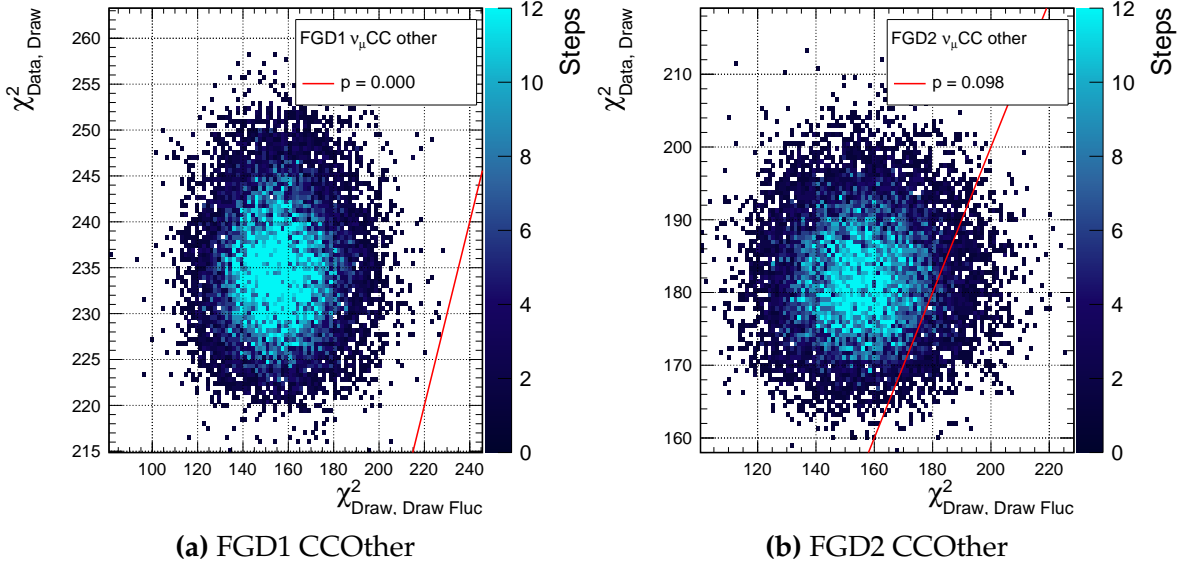 χ²Data, Draw
260
255
250
245
240
235
230
225
220
215
100 120 140 160 180 200 220 240
χ²Draw, Draw Fluc
FGD1 νμCC other
p = 0.000
Steps
12
10
8
6
4
2
0
(a) FGD1 CCOther
χ²Data, Draw
210
200
190
180
170
160
120 140 160 180 200 220
χ²Draw, Draw Fluc
FGD2 νμCC other
p = 0.098
Steps
12
10
8
6
4
2
0
(b) FGD2 CCOther